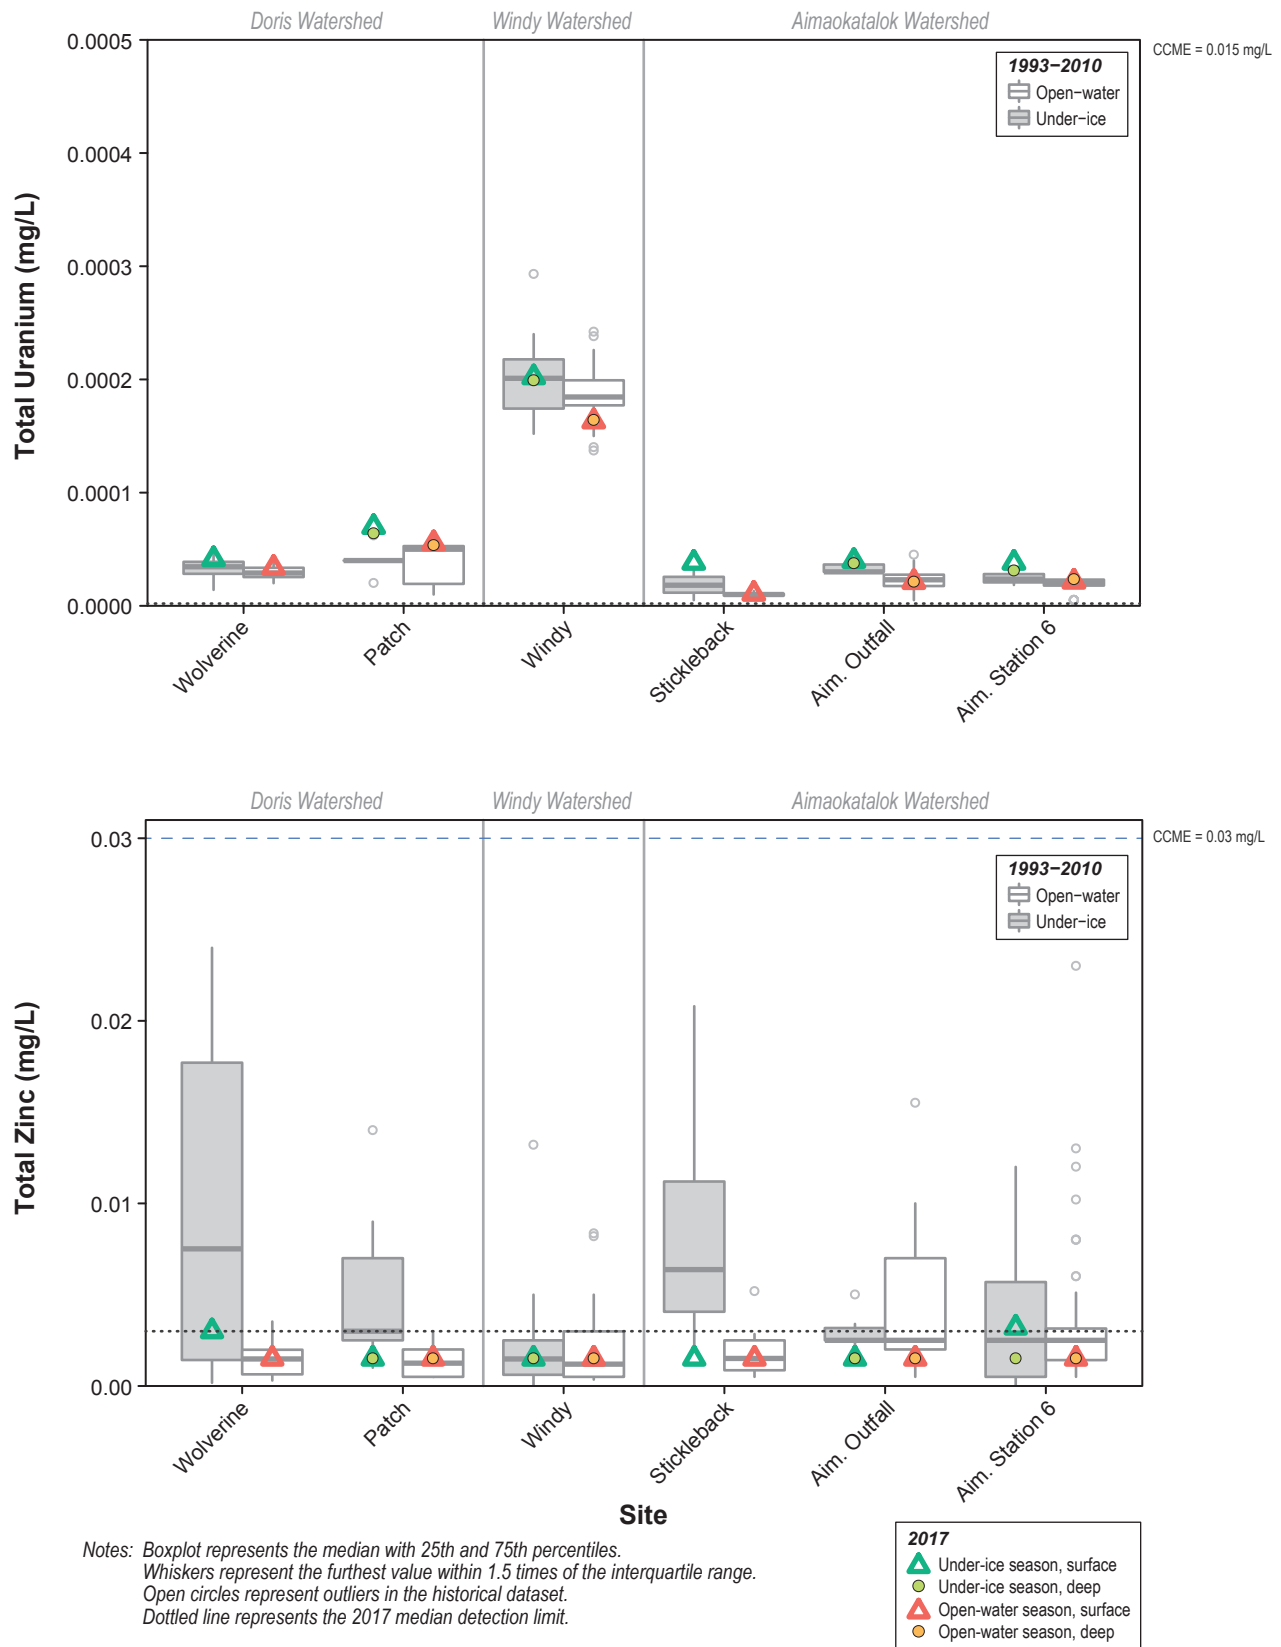 Doris Watershed Windy Watershed Aimaokatalok Watershed
0.0005
CCME = 0.015 mg/L
1993−2010
Open−water
Under−ice
0.0004
0.0003
0.0002
0.0001
0.0000
Total Uranium (mg/L)
Wolverine
Patch
Windy
Stickleback
Aim. Outfall
Aim. Station 6
Doris Watershed Windy Watershed Aimaokatalok Watershed
0.03
CCME = 0.03 mg/L
1993−2010
Open−water
Under−ice
0.02
0.01
0.00
Total Zinc (mg/L)
Wolverine
Patch
Windy
Stickleback
Aim. Outfall
Aim. Station 6
Site
Notes: Boxplot represents the median with 25th and 75th percentiles.
Whiskers represent the furthest value within 1.5 times of the interquartile range.
Open circles represent outliers in the historical dataset.
Dotted line represents the 2017 median detection limit.
2017
Under-ice season, surface
Under-ice season, deep
Open-water season, surface
Open-water season, deep